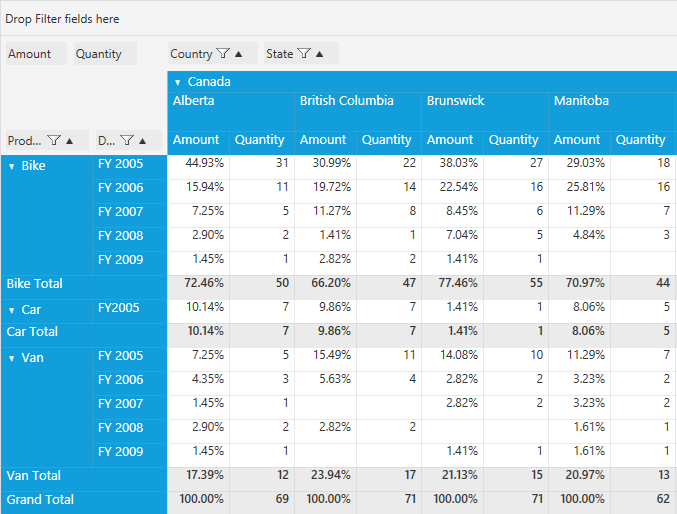 Drop Filter fields here
Amount Quantity Country State
Canada
Alberta British Columbia Brunswick Manitoba
Prod... D... Amount Quantity Amount Quantity Amount Quantity Amount Quantity
Bike FY 2005 44.93% 31 30.99% 22 38.03% 27 29.03% 18
FY 2006 15.94% 11 19.72% 14 22.54% 16 25.81% 16
FY 2007 7.25% 5 11.27% 8 8.45% 6 11.29% 7
FY 2008 2.90% 2 1.41% 1 7.04% 5 4.84% 3
FY 2009 1.45% 1 2.82% 2 1.41% 1
Bike Total 72.46% 50 66.20% 47 77.46% 55 70.97% 44
Car FY2005 10.14% 7 9.86% 7 1.41% 1 8.06% 5
Car Total 10.14% 7 9.86% 7 1.41% 1 8.06% 5
Van FY 2005 7.25% 5 15.49% 11 14.08% 10 11.29% 7
FY 2006 4.35% 3 5.63% 4 2.82% 2 3.23% 2
FY 2007 1.45% 1 2.82% 2 3.23% 2
FY 2008 2.90% 2 2.82% 2 1.61% 1
FY 2009 1.45% 1 1.41% 1 1.61% 1
Van Total 17.39% 12 23.94% 17 21.13% 15 20.97% 13
Grand Total 100.00% 69 100.00% 71 100.00% 71 100.00% 62